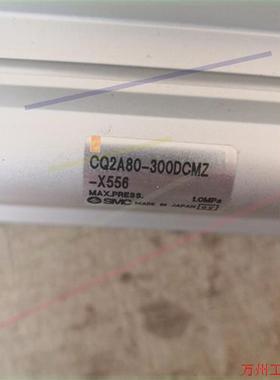 CQ2A80-300DCMZ
-X556
MAX.PRESS. 1.0MPa
SMC MADE IN JAPAN
万州工